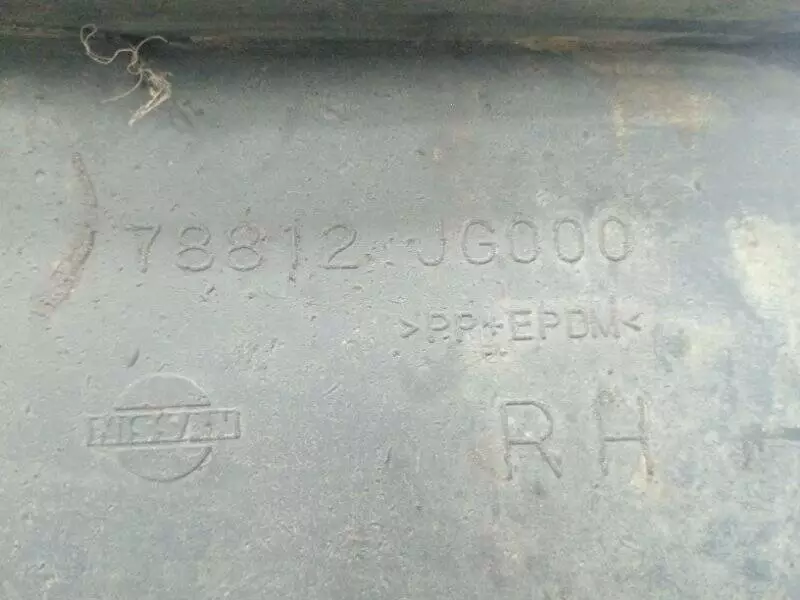 78812 JG000
>PP+EPDM<
NISSAN
RH